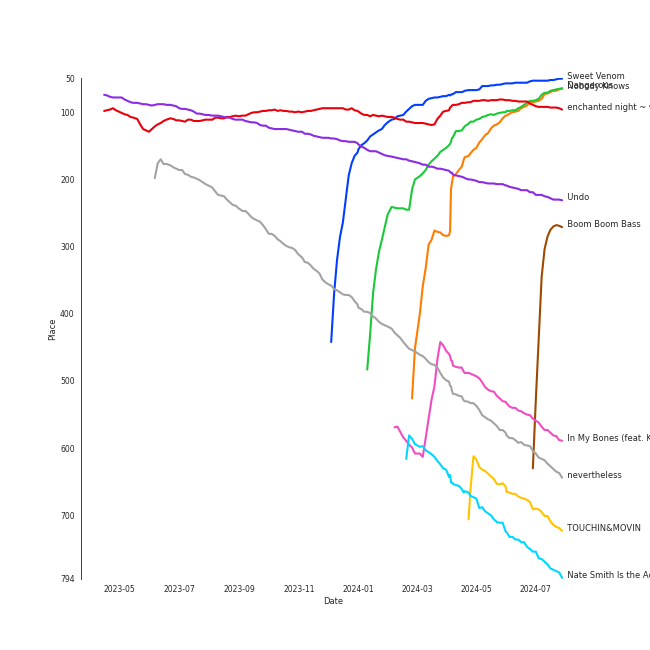 50
100
200
300
400
500
600
700
794
Place
2023-05
2023-07
2023-09
2023-11
2024-01
2024-03
2024-05
2024-07
Date
Sweet Venom
Nobody Knows
enchanted night ~
Undo
Boom Boom Bass
In My Bones (feat. K
nevertheless
TOUCHIN&MOVIN
Nate Smith Is the A